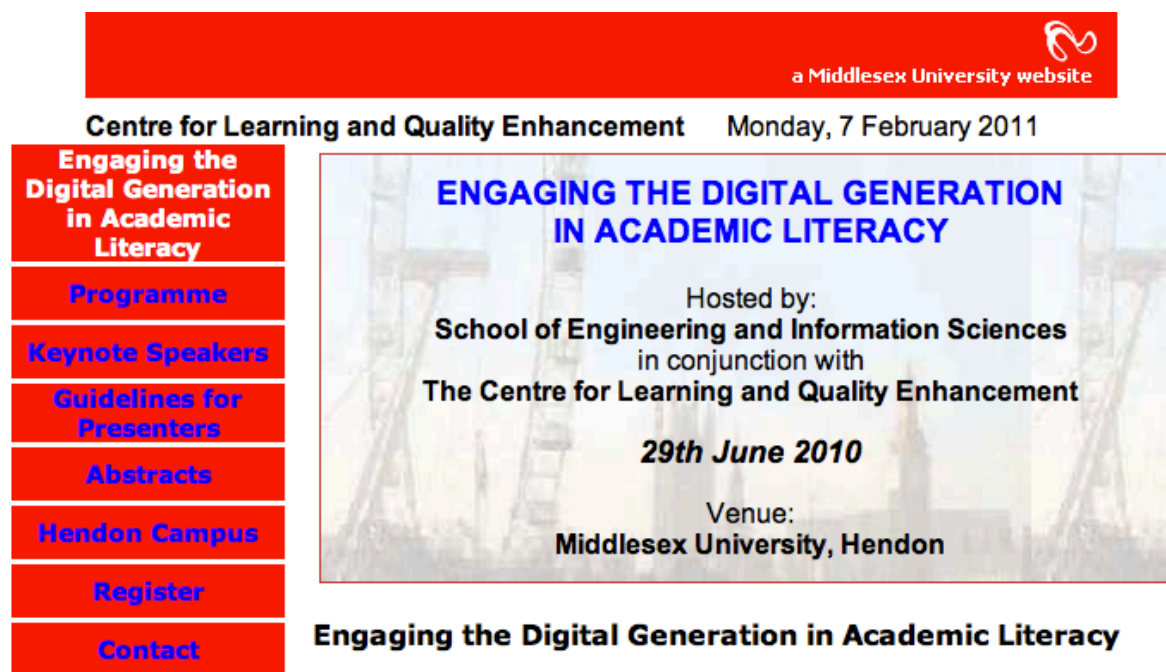 a Middlesex University website
Centre for Learning and Quality Enhancement Monday, 7 February 2011
Engaging the
Digital Generation
in Academic
Literacy
Programme
Keynote Speakers
Guidelines for
Presenters
Abstracts
Hendon Campus
Register
Contact
ENGAGING THE DIGITAL GENERATION
IN ACADEMIC LITERACY
Hosted by:
School of Engineering and Information Sciences
in conjunction with
The Centre for Learning and Quality Enhancement
29th June 2010
Venue:
Middlesex University, Hendon
Engaging the Digital Generation in Academic Literacy